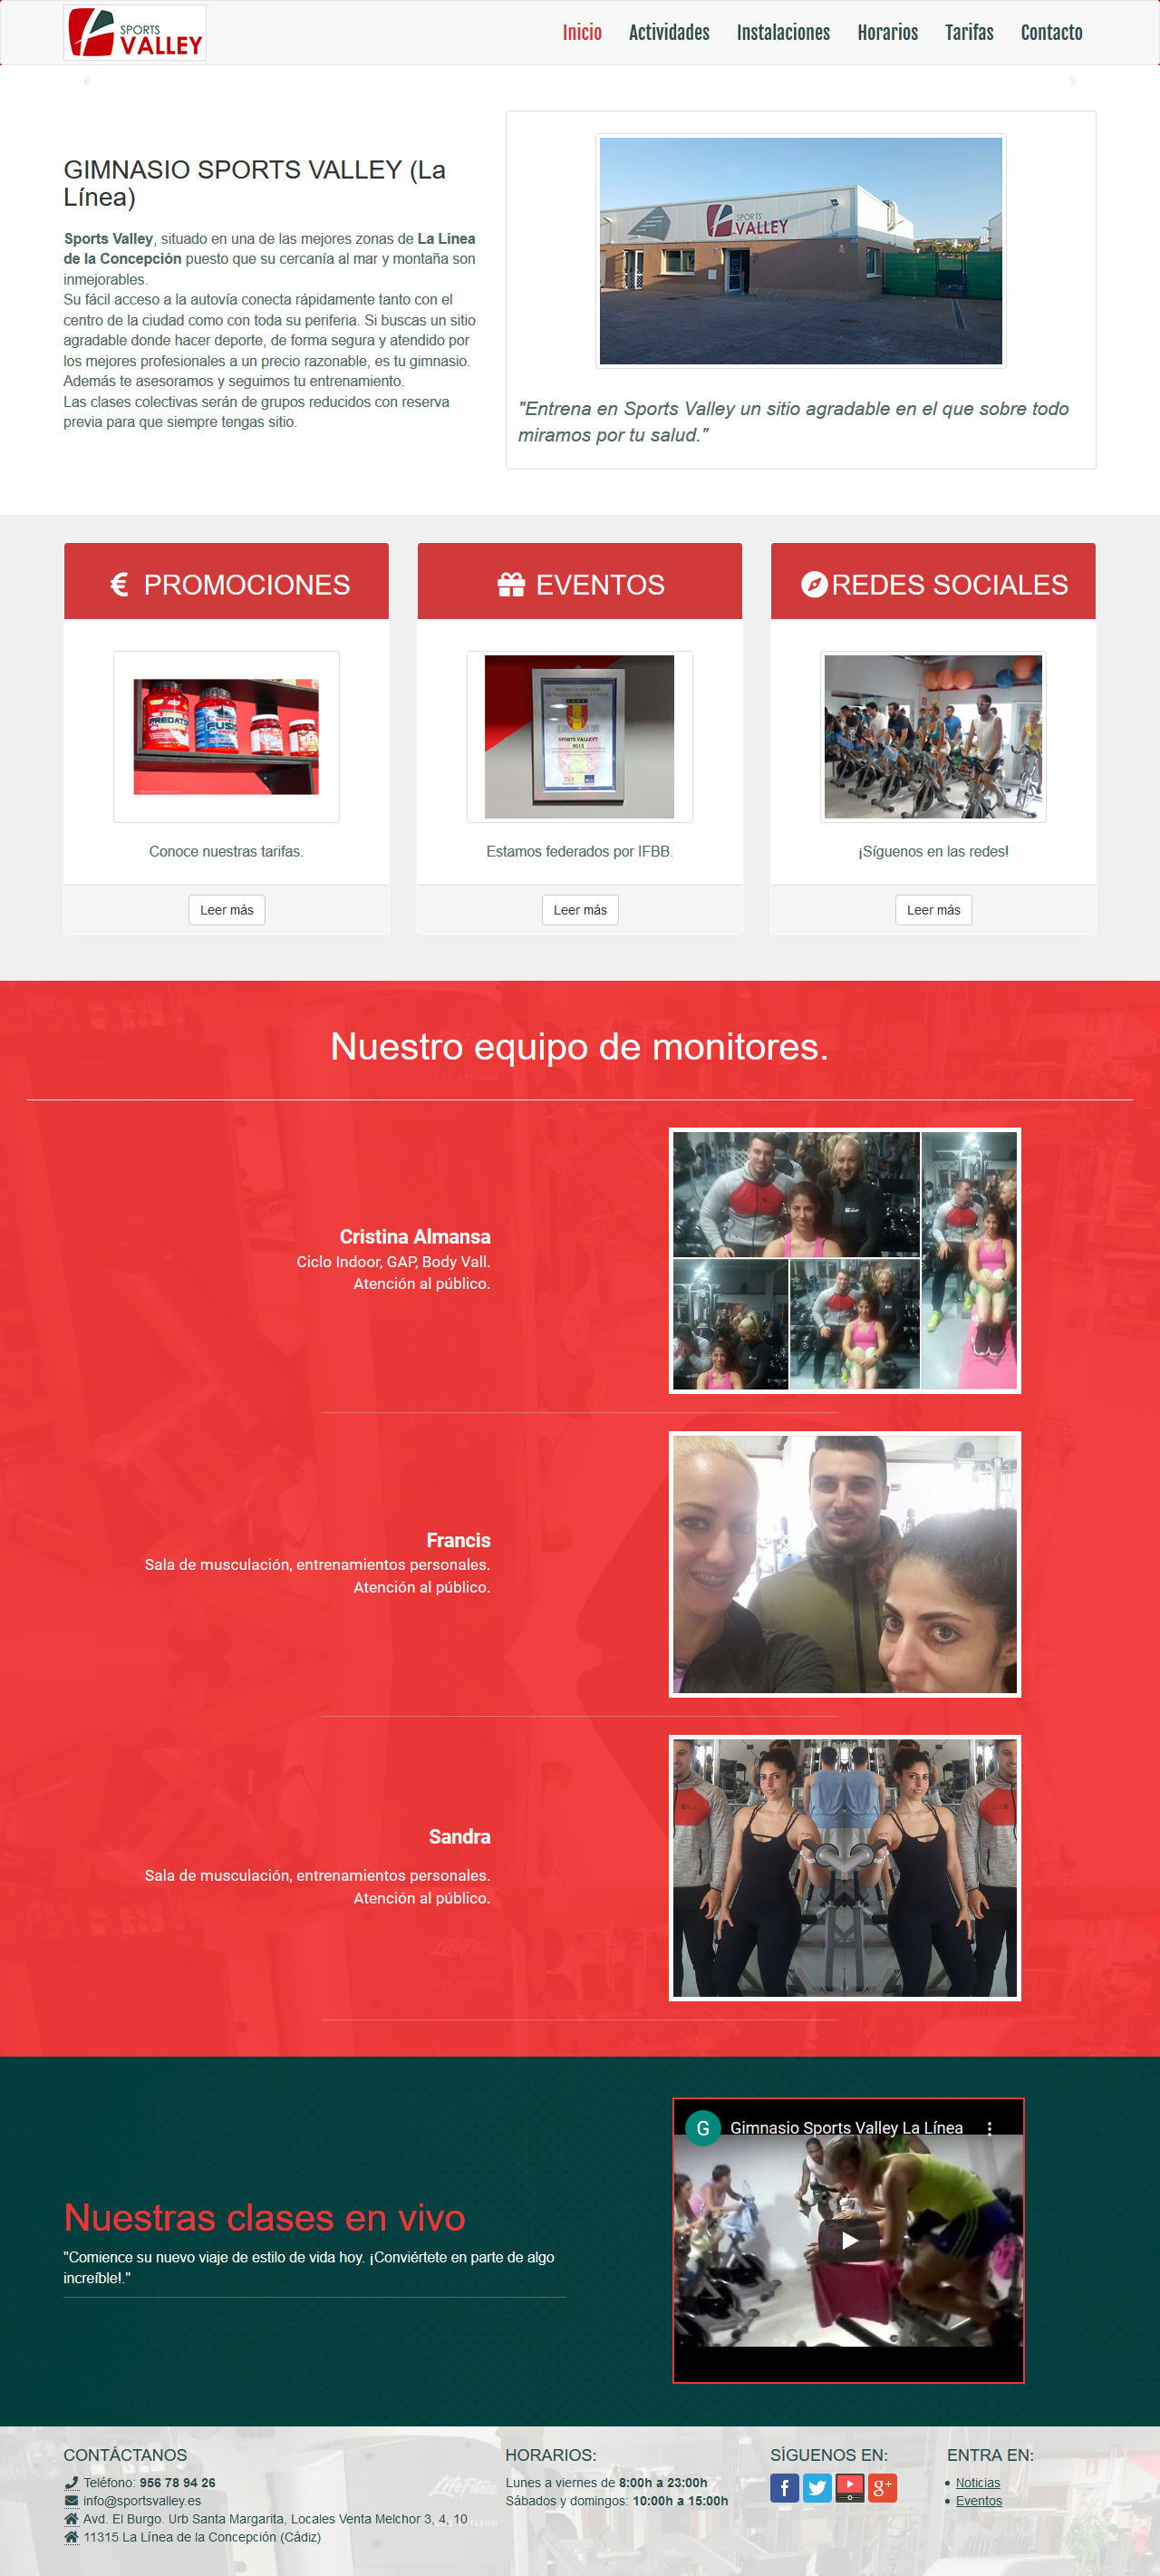 SPORTS
VALLEY
Inicio Actividades Instalaciones Horarios Tarifas Contacto
GIMNASIO SPORTS VALLEY (La
Línea)
Sports Valley, situado en una de las mejores zonas de La Línea
de la Concepción puesto que su cercanía al mar y montaña son
inmejorables.
Su fácil acceso a la autovía conecta rápidamente tanto con el
centro de la ciudad como con toda su periferia. Si buscas un sitio
agradable donde hacer deporte, de forma segura y atendido por
los mejores profesionales a un precio razonable, es tu gimnasio.
Además te asesoramos y seguimos tu entrenamiento.
Las clases colectivas serán de grupos reducidos con reserva
previa para que siempre tengas sitio.
SPORTS
VALLEY
"Entrena en Sports Valley un sitio agradable en el que sobre todo
miramos por tu salud."
€ PROMOCIONES
PREDATOR
FUSION
Conoce nuestras tarifas.
Leer más
EVENTOS
SPORTS VALLEY
2015
Estamos federados por IFBB.
Leer más
REDES SOCIALES
¡Síguenos en las redes!
Leer más
Nuestro equipo de monitores.
Cristina Almansa
Ciclo Indoor, GAP, Body Vall.
Atención al público.
Francis
Sala de musculación, entrenamientos personales.
Atención al público.
Sandra
Sala de musculación, entrenamientos personales.
Atención al público.
LifeFitness
Nuestras clases en vivo
"Comience su nuevo viaje de estilo de vida hoy. ¡Conviértete en parte de algo
increíble!."
G Gimnasio Sports Valley La Línea
CONTÁCTANOS
Teléfono: 956 78 94 26
info@sportsvalley.es
Avd. El Burgo. Urb Santa Margarita, Locales Venta Melchor 3, 4, 10
11315 La Línea de la Concepción (Cádiz)
HORARIOS:
Lunes a viernes de 8:00h a 23:00h
Sábados y domingos: 10:00h a 15:00h
SÍGUENOS EN:
f g+
ENTRA EN:
Noticias
Eventos